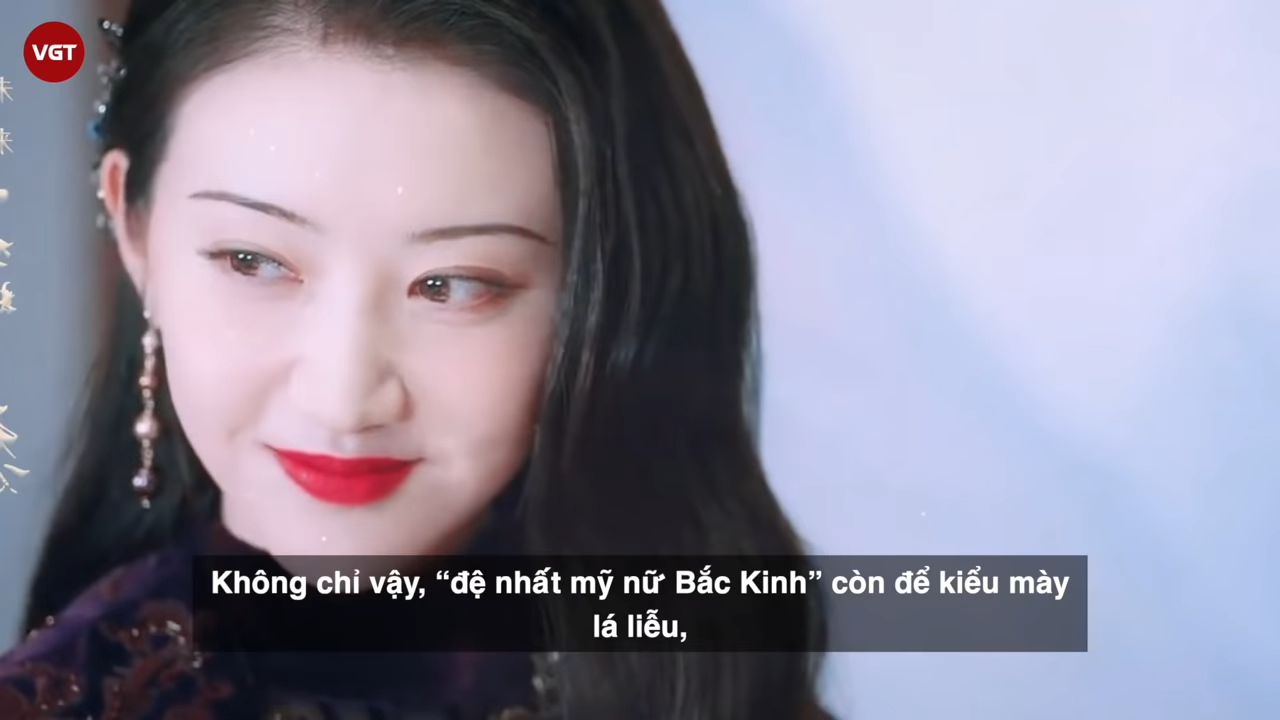 VGT
Không chỉ vậy, “đệ nhất mỹ nữ Bắc Kinh” còn để kiểu mày
lá liễu,